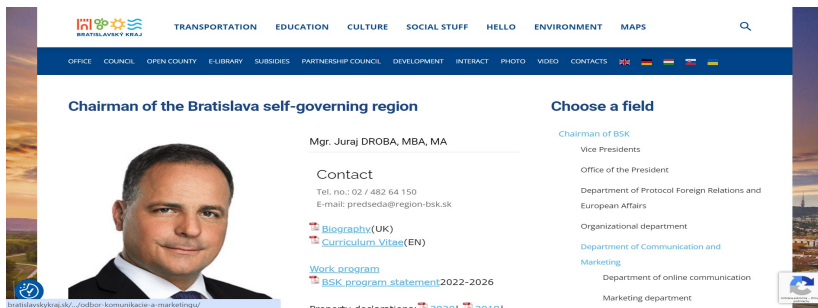 BRATISLAVSKÝ KRAJ
TRANSPORTATION EDUCATION CULTURE SOCIAL STUFF HELLO ENVIRONMENT MAPS
OFFICE COUNCIL OPEN COUNTY E-LIBRARY SUBSIDIES PARTNERSHIP COUNCIL DEVELOPMENT INTERACT PHOTO VIDEO CONTACTS
Chairman of the Bratislava self-governing region
Mgr. Juraj DROBA, MBA, MA
Contact
Tel. no.: 02 / 482 64 150
E-mail: predseda@region-bsk.sk
Biography(UK)
Curriculum Vitae(EN)
Work program
BSK program statement2022-2026
Choose a field
Chairman of BSK
Vice Presidents
Office of the President
Department of Protocol Foreign Relations and
European Affairs
Organizational department
Department of Communication and
Marketing
Department of online communication
Marketing department
bratislavskykraj.sk/.../odbor-komunikacie-a-marketingu/